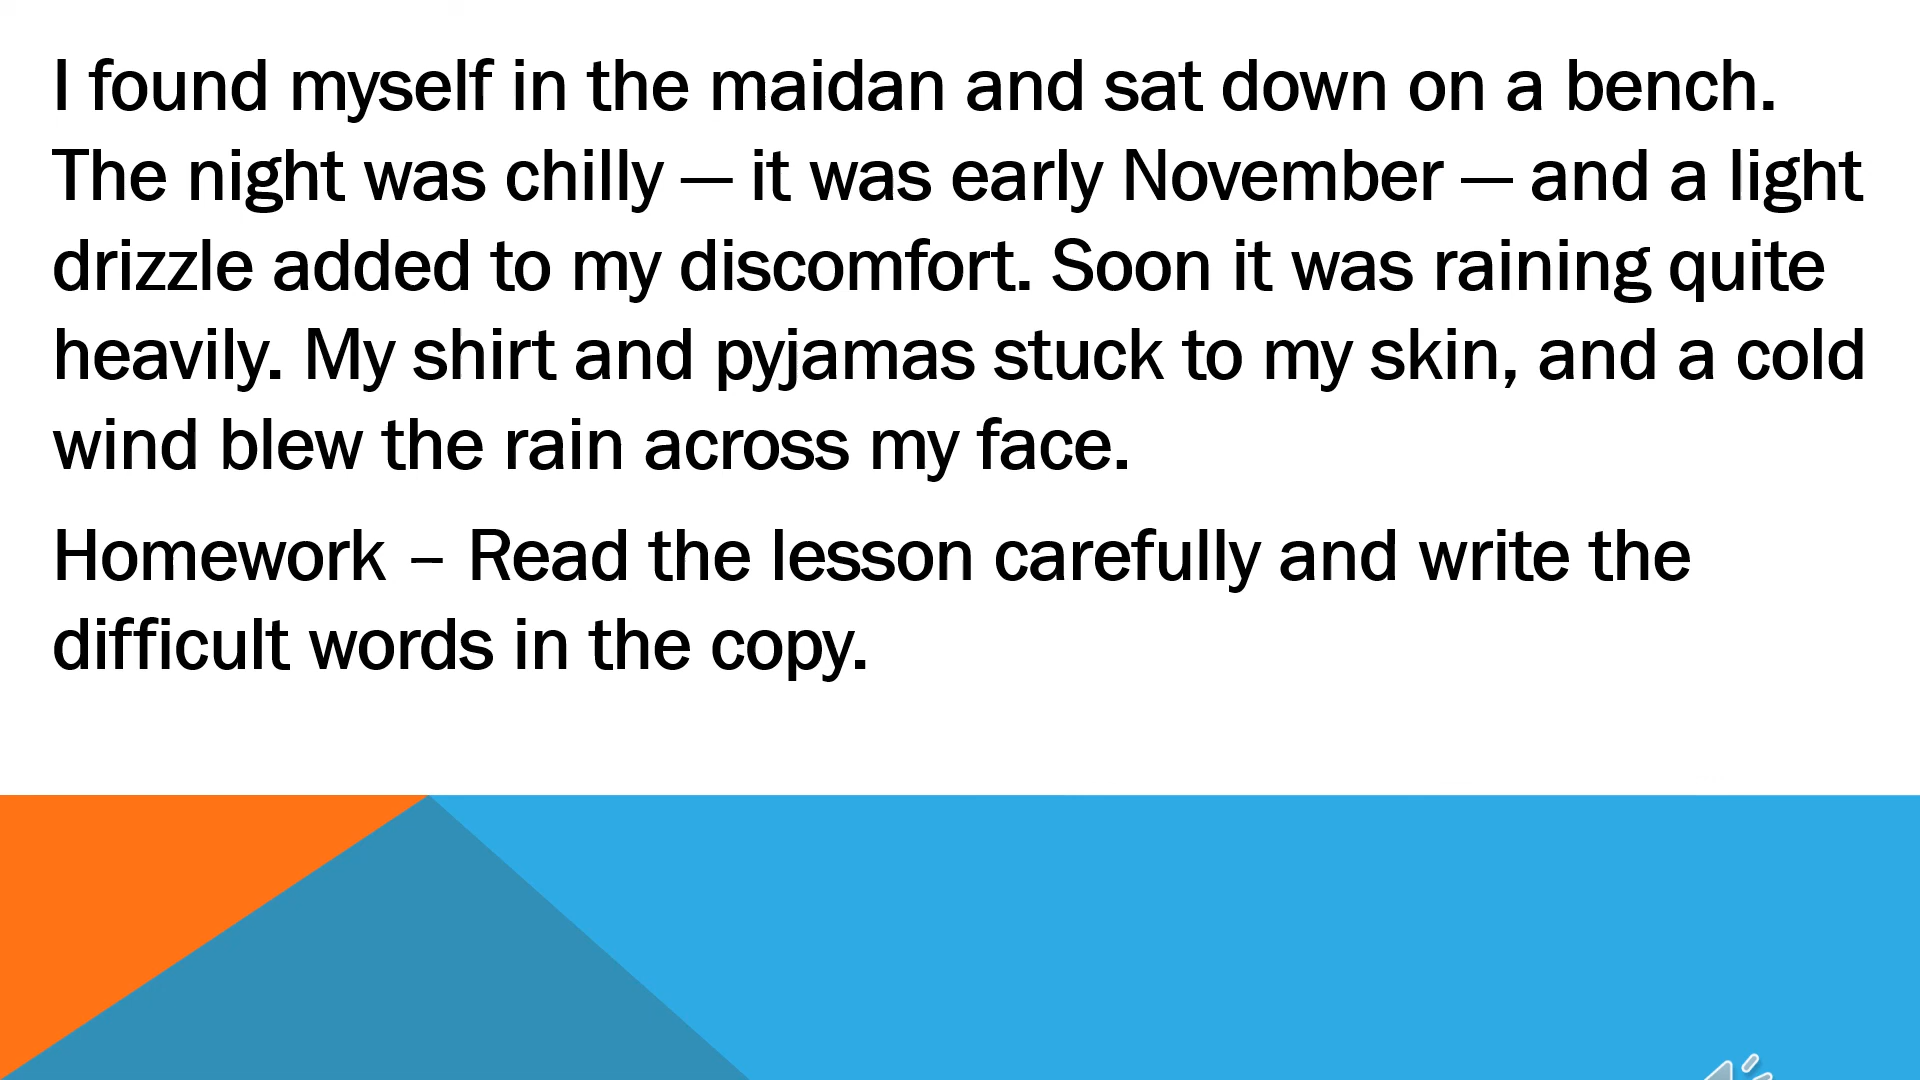 I found myself in the maidan and sat down on a bench.
The night was chilly — it was early November — and a light
drizzle added to my discomfort. Soon it was raining quite
heavily. My shirt and pyjamas stuck to my skin, and a cold
wind blew the rain across my face.
Homework – Read the lesson carefully and write the
difficult words in the copy.